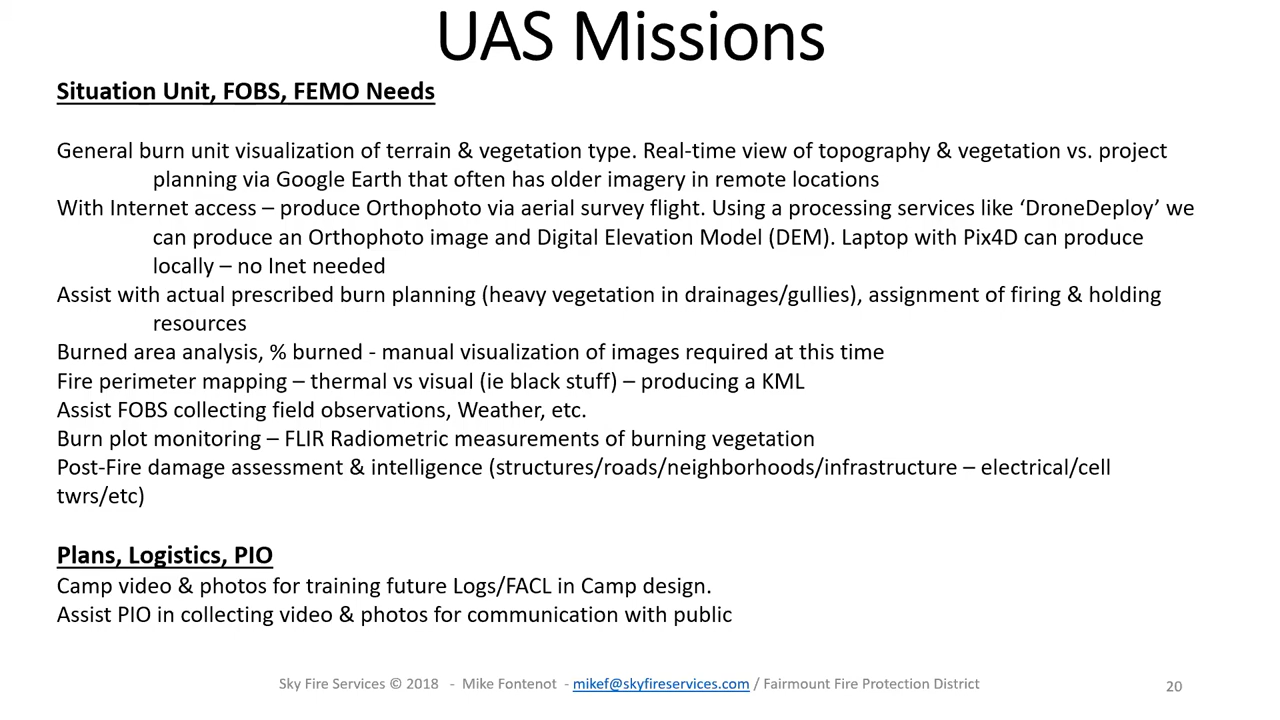 UAS Missions
Situation Unit, FOBS, FEMO Needs
General burn unit visualization of terrain & vegetation type. Real-time view of topography & vegetation vs. project
planning via Google Earth that often has older imagery in remote locations
With Internet access – produce Orthophoto via aerial survey flight. Using a processing services like ‘DroneDeploy’ we
can produce an Orthophoto image and Digital Elevation Model (DEM). Laptop with Pix4D can produce
locally – no Inet needed
Assist with actual prescribed burn planning (heavy vegetation in drainages/gullies), assignment of firing & holding
resources
Burned area analysis, % burned - manual visualization of images required at this time
Fire perimeter mapping – thermal vs visual (ie black stuff) – producing a KML
Assist FOBS collecting field observations, Weather, etc.
Burn plot monitoring – FLIR Radiometric measurements of burning vegetation
Post-Fire damage assessment & intelligence (structures/roads/neighborhoods/infrastructure – electrical/cell
twrs/etc)
Plans, Logistics, PIO
Camp video & photos for training future Logs/FACL in Camp design.
Assist PIO in collecting video & photos for communication with public
Sky Fire Services © 2018 - Mike Fontenot - mikef@skyfireservices.com / Fairmount Fire Protection District
20